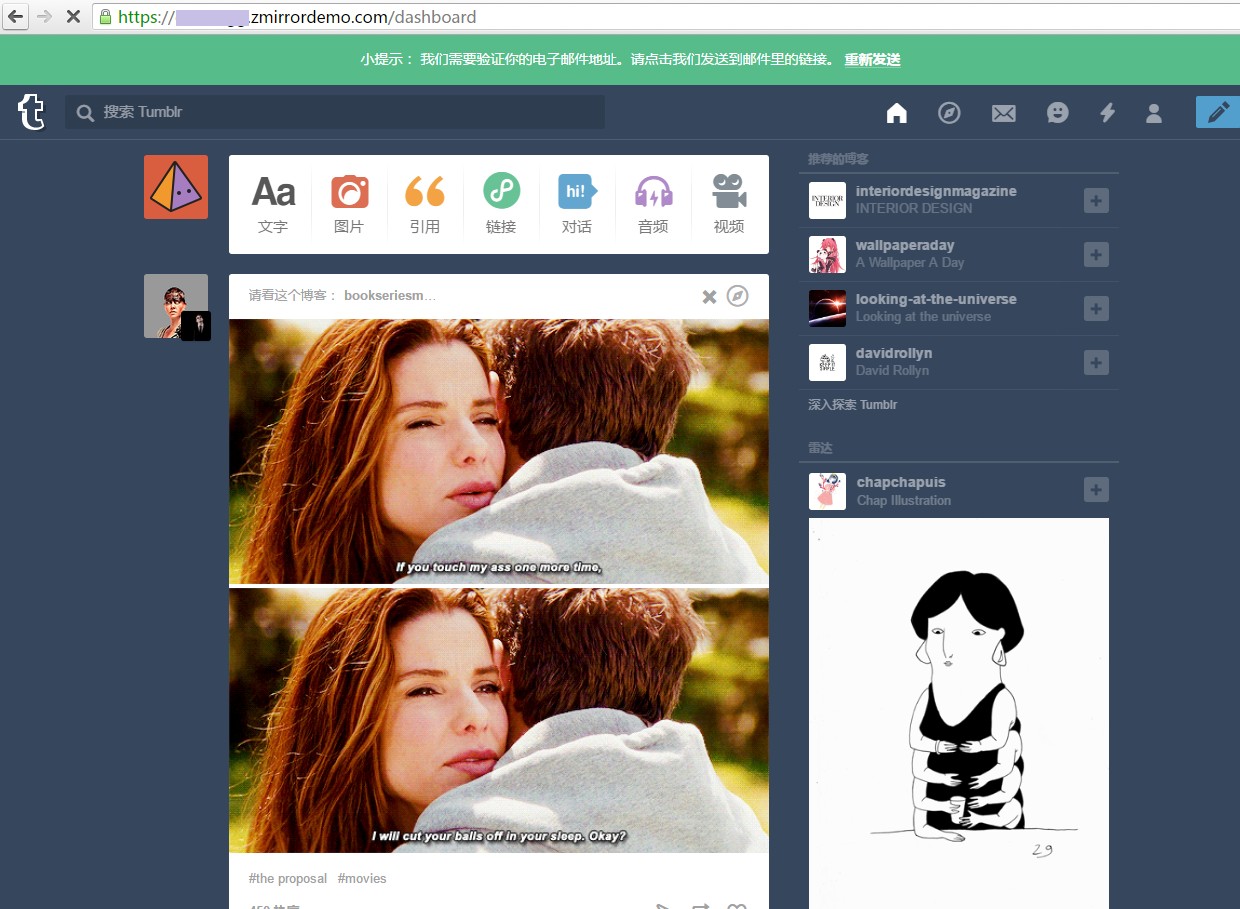 https://
.zmirrordemo.com/dashboard
小提示： 我们需要验证你的电子邮件地址。请点击我们发送到邮件里的链接。 重新发送
搜索 Tumblr
Aa
hi!
文字
图片
引用
链接
对话
音频
视频
请看这个博客： bookseriesm...
If you touch my ass one more time,
I will cut your balls off in your sleep. Okay?
#the proposal #movies
推荐的博客
INTERIOR
DESIGN
interiordesignmagazine
INTERIOR DESIGN
wallpaperaday
A Wallpaper A Day
looking-at-the-universe
Looking at the universe
davidrollyn
David Rollyn
深入探索 Tumblr
雷达
chapchapuis
Chap Illustration
29